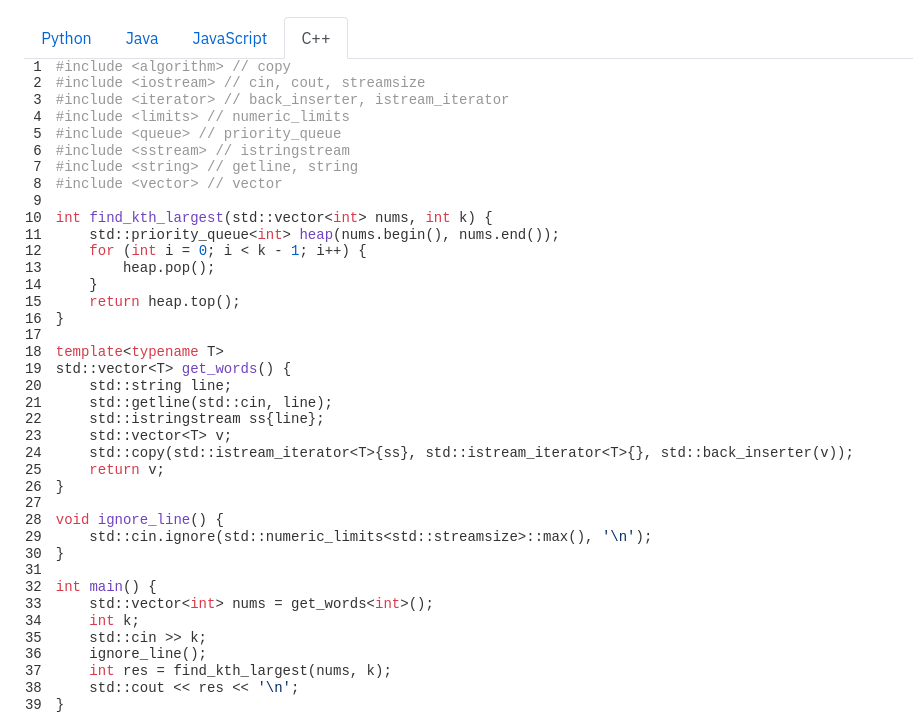 Python Java JavaScript C++
1 #include <algorithm> // copy
2 #include <iostream> // cin, cout, streamsize
3 #include <iterator> // back_inserter, istream_iterator
4 #include <limits> // numeric_limits
5 #include <queue> // priority_queue
6 #include <sstream> // istringstream
7 #include <string> // getline, string
8 #include <vector> // vector
9
10 int find_kth_largest(std::vector<int> nums, int k) {
11     std::priority_queue<int> heap(nums.begin(), nums.end());
12     for (int i = 0; i < k - 1; i++) {
13         heap.pop();
14     }
15     return heap.top();
16 }
17
18 template<typename T>
19 std::vector<T> get_words() {
20     std::string line;
21     std::getline(std::cin, line);
22     std::istringstream ss{line};
23     std::vector<T> v;
24     std::copy(std::istream_iterator<T>{ss}, std::istream_iterator<T>{}, std::back_inserter(v));
25     return v;
26 }
27
28 void ignore_line() {
29     std::cin.ignore(std::numeric_limits<std::streamsize>::max(), '\n');
30 }
31
32 int main() {
33     std::vector<int> nums = get_words<int>();
34     int k;
35     std::cin >> k;
36     ignore_line();
37     int res = find_kth_largest(nums, k);
38     std::cout << res << '\n';
39 }